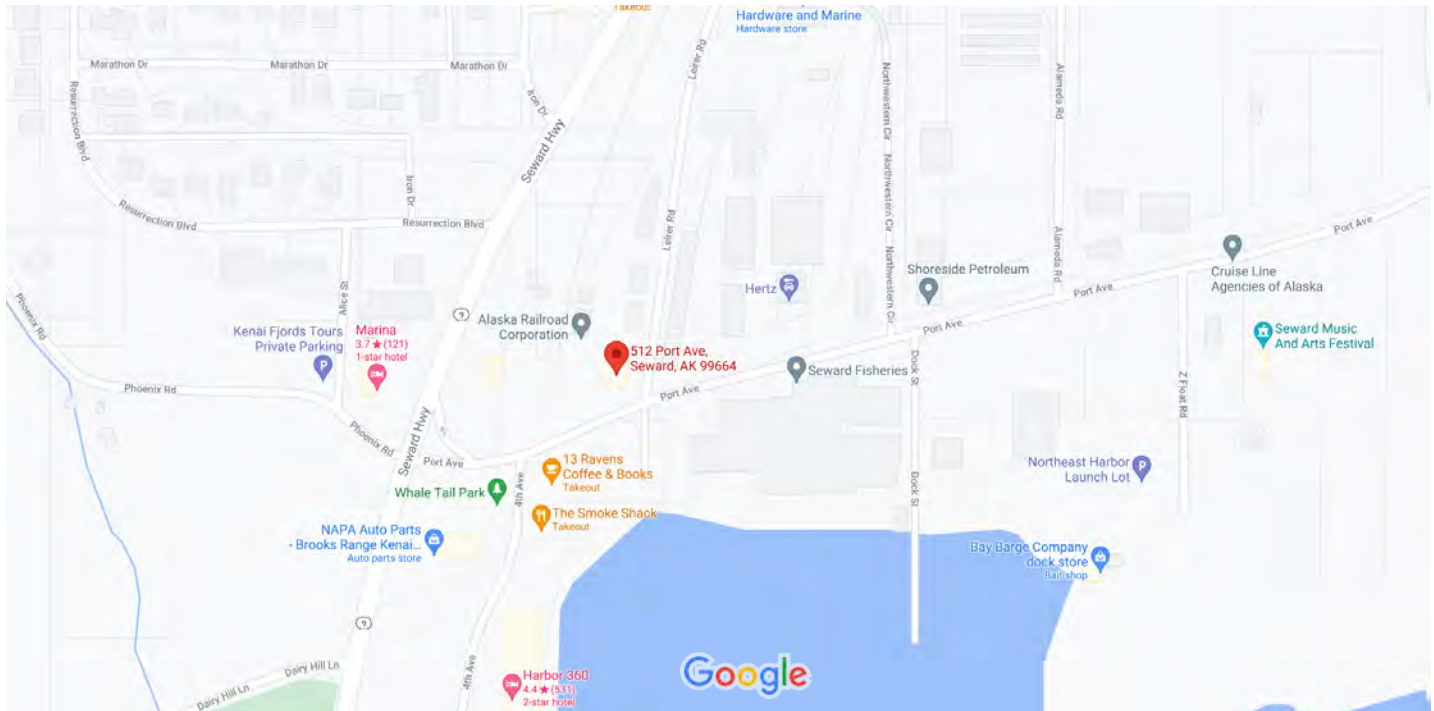 Takeout
Hardware and Marine
Hardware store
Marathon Dr
Marathon Dr
Marathon Dr
Iron Dr
Seward Hwy
Leirer Rd
Northwestern Cir
Northwestern Cir
Northwestern Cir
Alameda Rd
Alameda Rd
Resurrection Blvd
Iron Dr
Resurrection Blvd
Resurrection Blvd
Leirer Rd
Port Ave
Cruise Line
Agencies of Alaska
Shoreside Petroleum
Hertz
Port Ave
Alice St
9
Phoenix Rd
Kenai Fjords Tours
Private Parking
P
Marina
3.7 ★ (121)
1-star hotel
Alaska Railroad
Corporation
512 Port Ave,
Seward, AK 99664
Port Ave
Seward Music
And Arts Festival
Seward Fisheries
Dock St
Z Float Rd
Phoenix Rd
Port Ave
Phoenix Rd
Seward Hwy
Port Ave
4th Ave
13 Ravens
Coffee & Books
Takeout
Whale Tail Park
The Smoke Shack
Takeout
Northeast Harbor
Launch Lot
P
Dock St
NAPA Auto Parts
- Brooks Range Kenai...
Auto parts store
Bay Barge Company
dock store
Bait shop
9
Dairy Hill Ln
Dairy Hill Ln
4th Ave
Harbor 360
4.4 ★ (531)
2-star hotel
Google